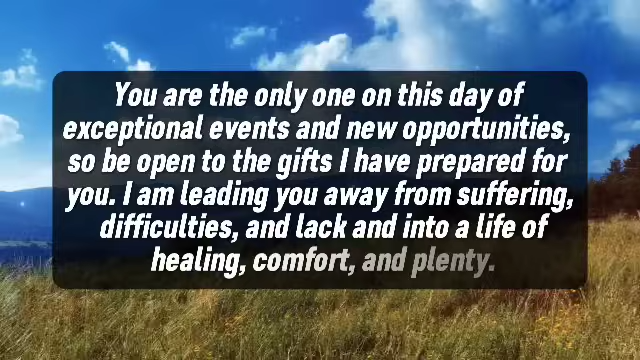 You are the only one on this day of
exceptional events and new opportunities,
so be open to the gifts I have prepared for
you. I am leading you away from suffering,
difficulties, and lack and into a life of
healing, comfort, and plenty.